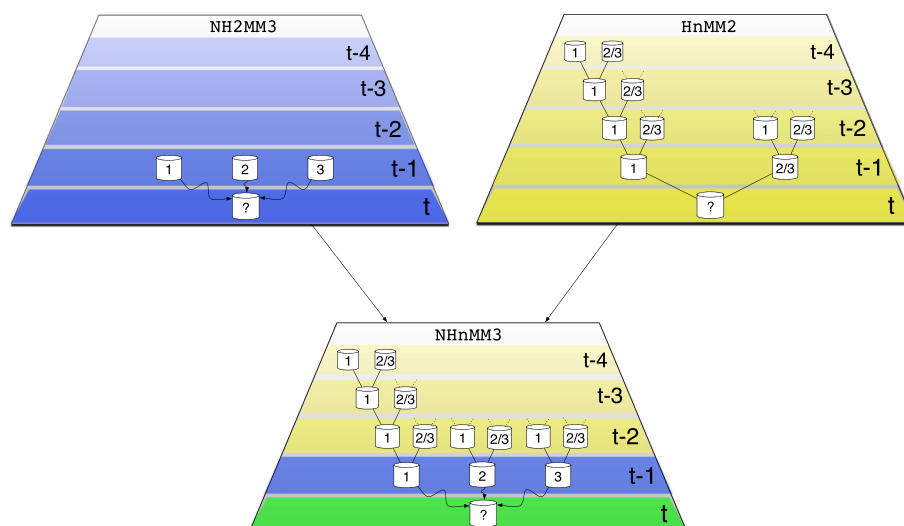 NH2MM3
t-4
t-3
t-2
1 2 3 t-1
? t
HnMM2
1 2/3 t-4
1 2/3 t-3
1 2/3 1 2/3 t-2
1 2/3 t-1
? t
NHnMM3
1 2/3 t-4
1 2/3 t-3
1 2/3 1 2/3 1 2/3 t-2
1 2 3 t-1
? t